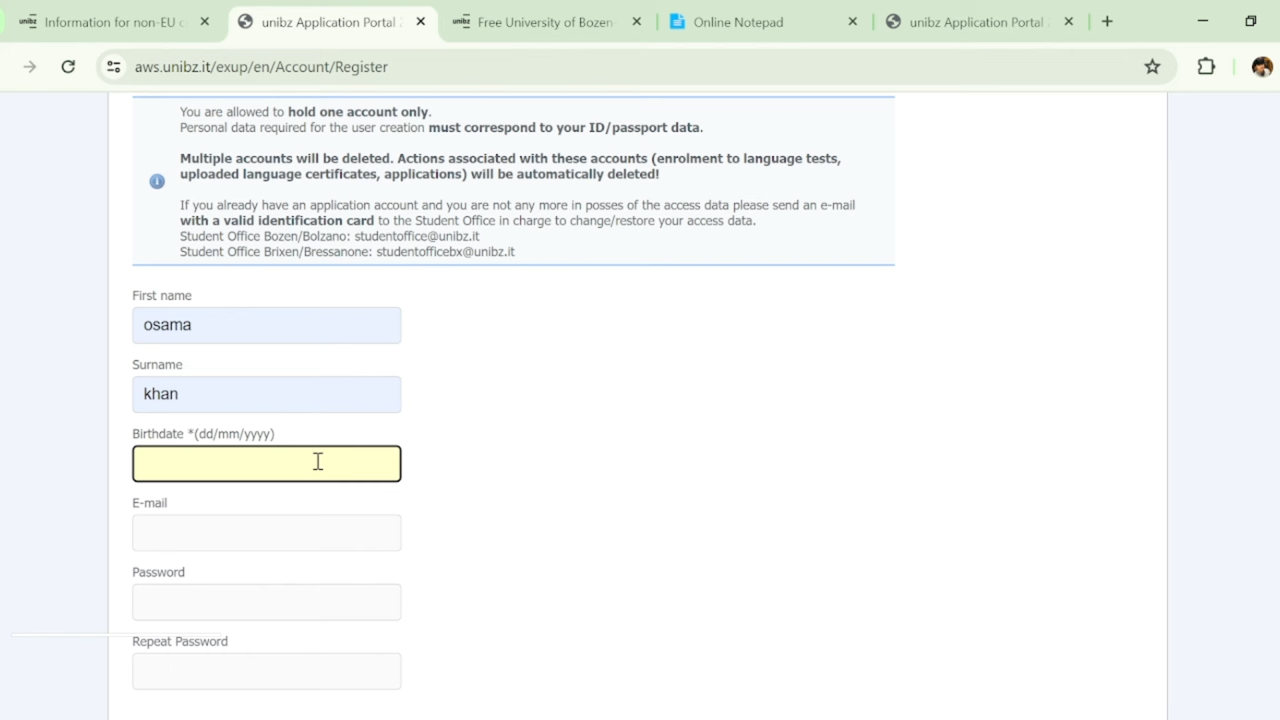 unibz Information for non-EU c
unibz Application Portal 2
unibz Free University of Bozen-
Online Notepad
unibz Application Portal
aws.unibz.it/exup/en/Account/Register
You are allowed to hold one account only.
Personal data required for the user creation must correspond to your ID/passport data.
Multiple accounts will be deleted. Actions associated with these accounts (enrolment to language tests,
uploaded language certificates, applications) will be automatically deleted!
If you already have an application account and you are not any more in posses of the access data please send an e-mail
with a valid identification card to the Student Office in charge to change/restore your access data.
Student Office Bozen/Bolzano: studentoffice@unibz.it
Student Office Brixen/Bressanone: studentofficebx@unibz.it
First name
osama
Surname
khan
Birthdate *(dd/mm/yyyy)
E-mail
Password
Repeat Password